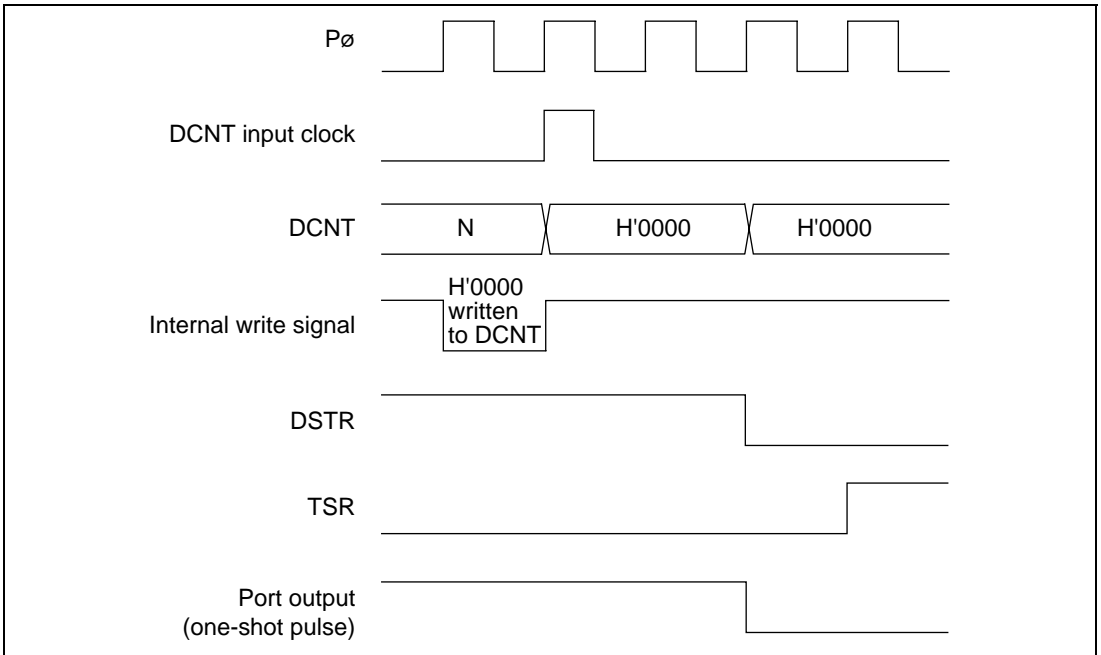 Pø
DCNT input clock
DCNT
N
H'0000
H'0000
Internal write signal
H'0000
written
to DCNT
DSTR
TSR
Port output
(one-shot pulse)